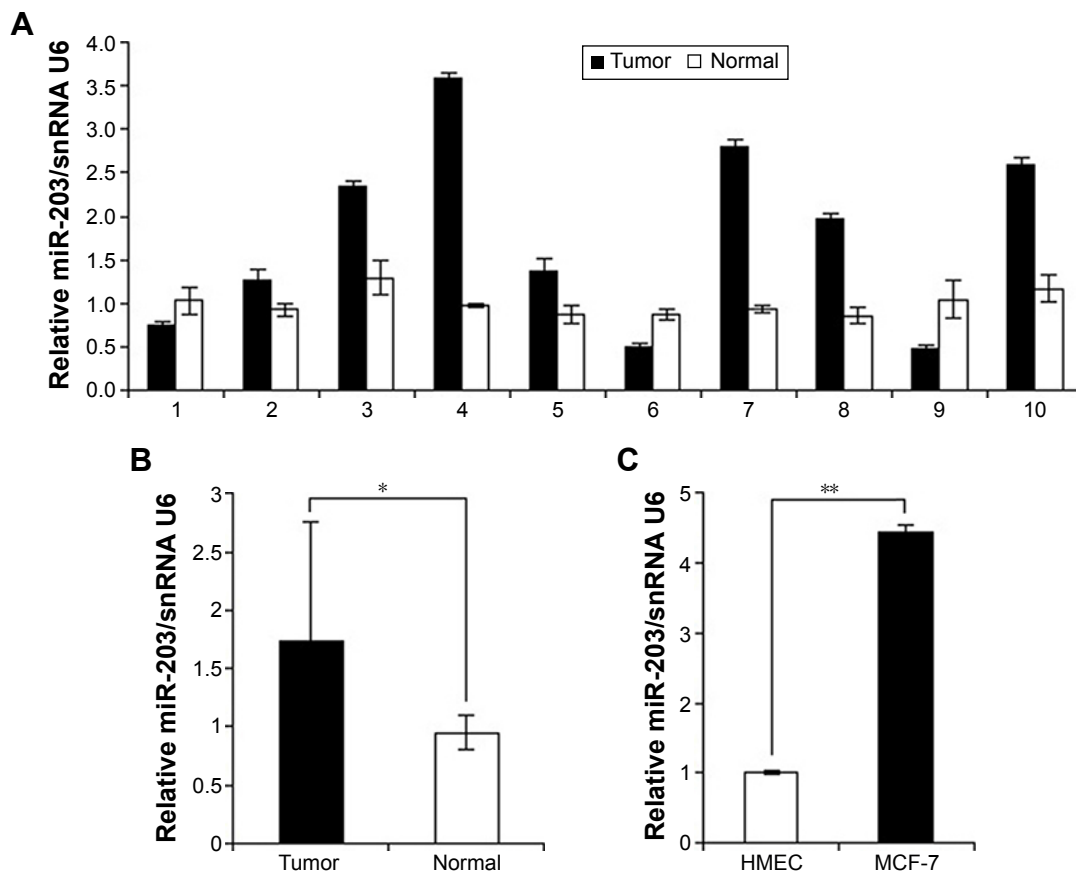 A
Relative miR-203/snRNA U6
4.0
3.5
3.0
2.5
2.0
1.5
1.0
0.5
0.0
Tumor Normal
1 2 3 4 5 6 7 8 9 10
B
Relative miR-203/snRNA U6
3
2.5
2
1.5
1
0.5
0
*
Tumor Normal
C
Relative miR-203/snRNA U6
5
4
3
2
1
0
**
HMEC MCF-7